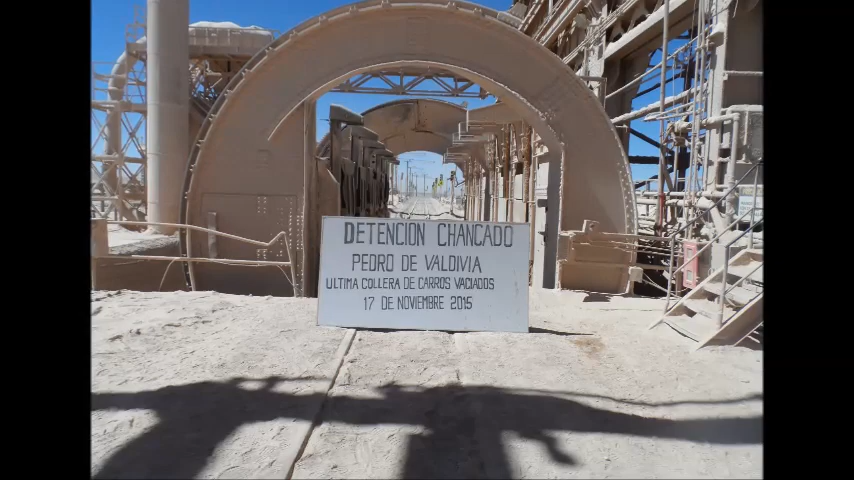 DETENCION CHANCADO
PEDRO DE VALDIVIA
ULTIMA COLLERA DE CARROS VACIADOS
17 DE NOVIEMBRE 2015